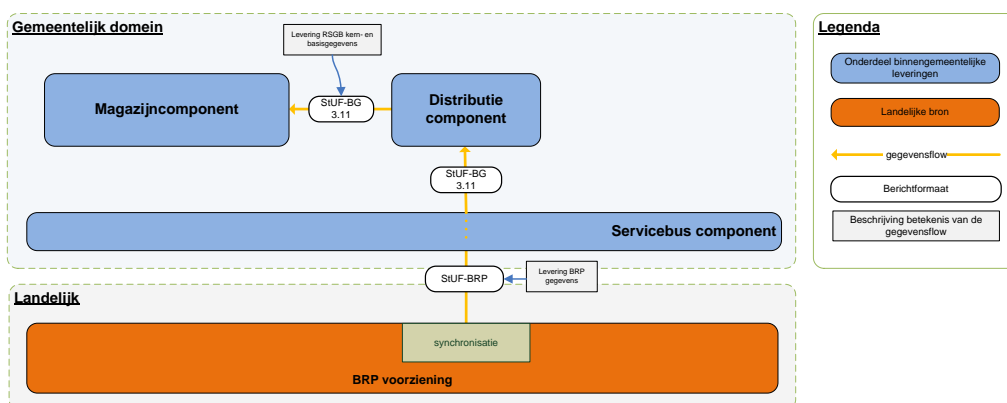 Gemeentelijk domein
Levering RSGB kern- en
basisgegevens
Magazijncomponent
StUF-BG
3.11
Distributie
component
StUF-BG
3.11
Servicebus component
StUF-BRP
Levering BRP
gegevens
Landelijk
synchronisatie
BRP voorziening
Legenda
Onderdeel binnengemeentelijke
leveringen
Landelijke bron
gegevensflow
Berichtformaat
Beschrijving betekenis van de
gegevensflow